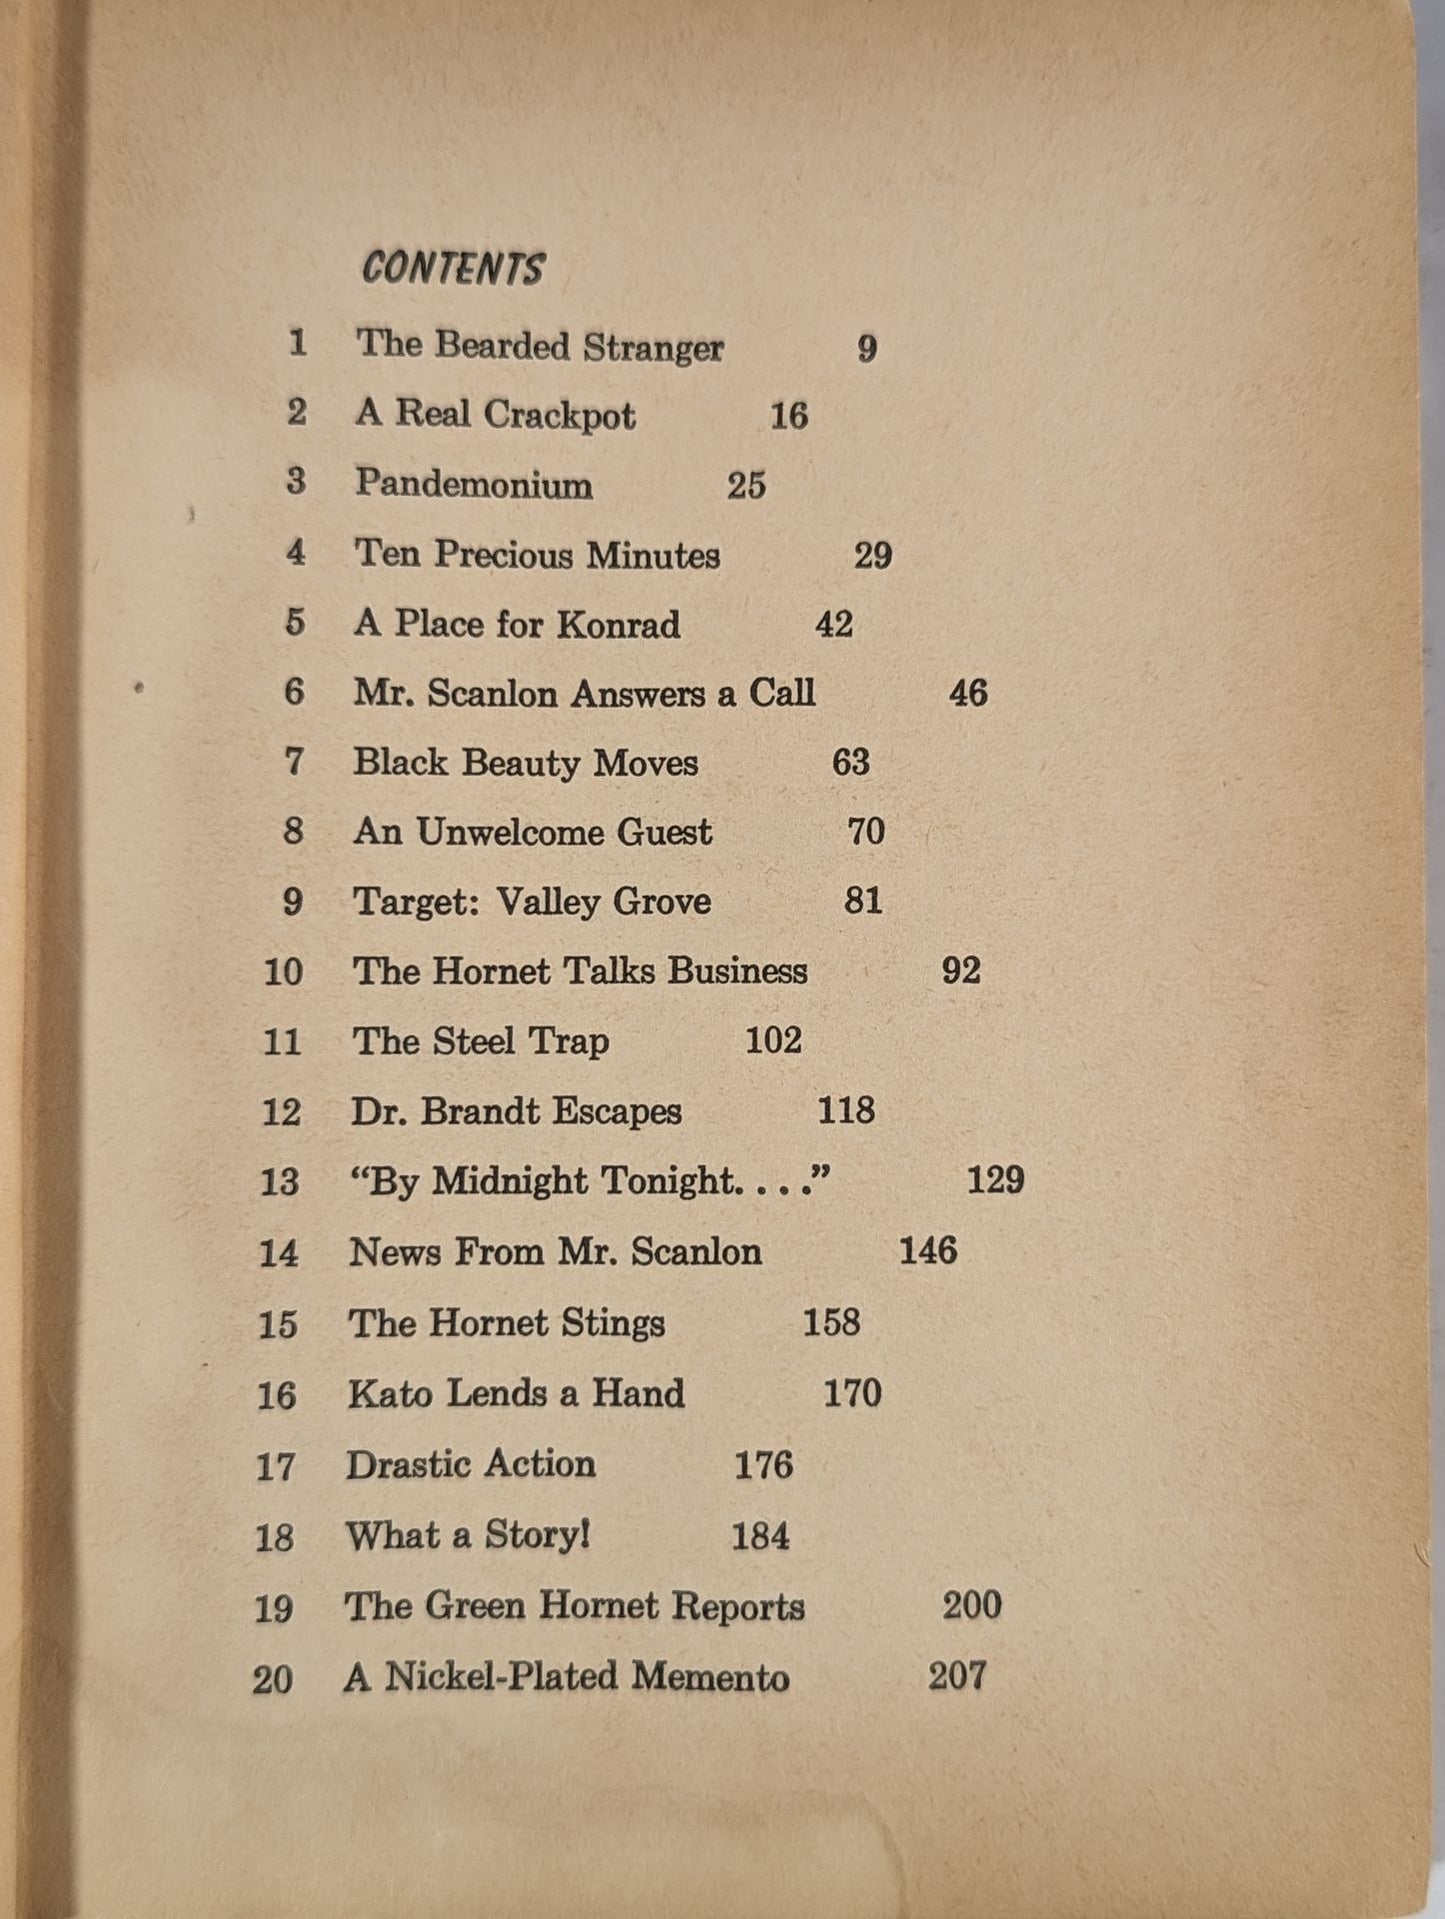 CONTENTS
1 The Bearded Stranger 9
2 A Real Crackpot 16
3 Pandemonium 25
4 Ten Precious Minutes 29
5 A Place for Konrad 42
6 Mr. Scanlon Answers a Call 46
7 Black Beauty Moves 63
8 An Unwelcome Guest 70
9 Target: Valley Grove 81
10 The Hornet Talks Business 92
11 The Steel Trap 102
12 Dr. Brandt Escapes 118
13 “By Midnight Tonight. . . .” 129
14 News From Mr. Scanlon 146
15 The Hornet Stings 158
16 Kato Lends a Hand 170
17 Drastic Action 176
18 What a Story! 184
19 The Green Hornet Reports 200
20 A Nickel-Plated Memento 207